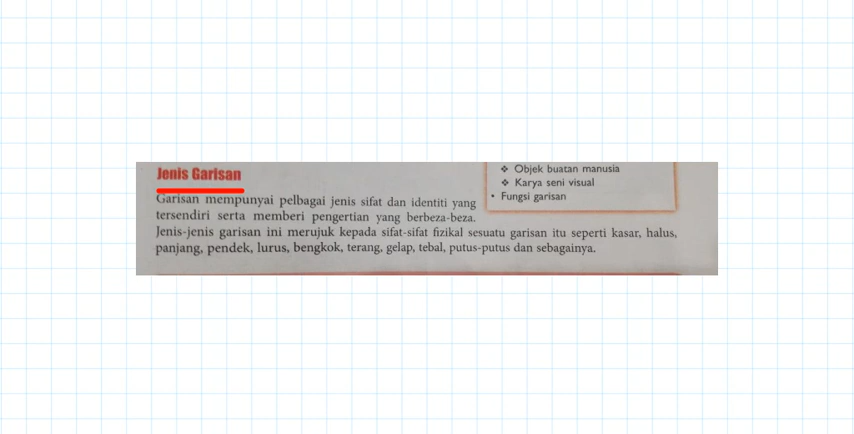 Jenis Garisan
Garisan mempunyai pelbagai jenis sifat dan identiti yang
tersendiri serta memberi pengertian yang berbeza-beza.
Jenis-jenis garisan ini merujuk kepada sifat-sifat fizikal sesuatu garisan itu seperti kasar, halus,
panjang, pendek, lurus, bengkok, terang, gelap, tebal, putus-putus dan sebagainya.
❖ Objek buatan manusia
❖ Karya seni visual
• Fungsi garisan